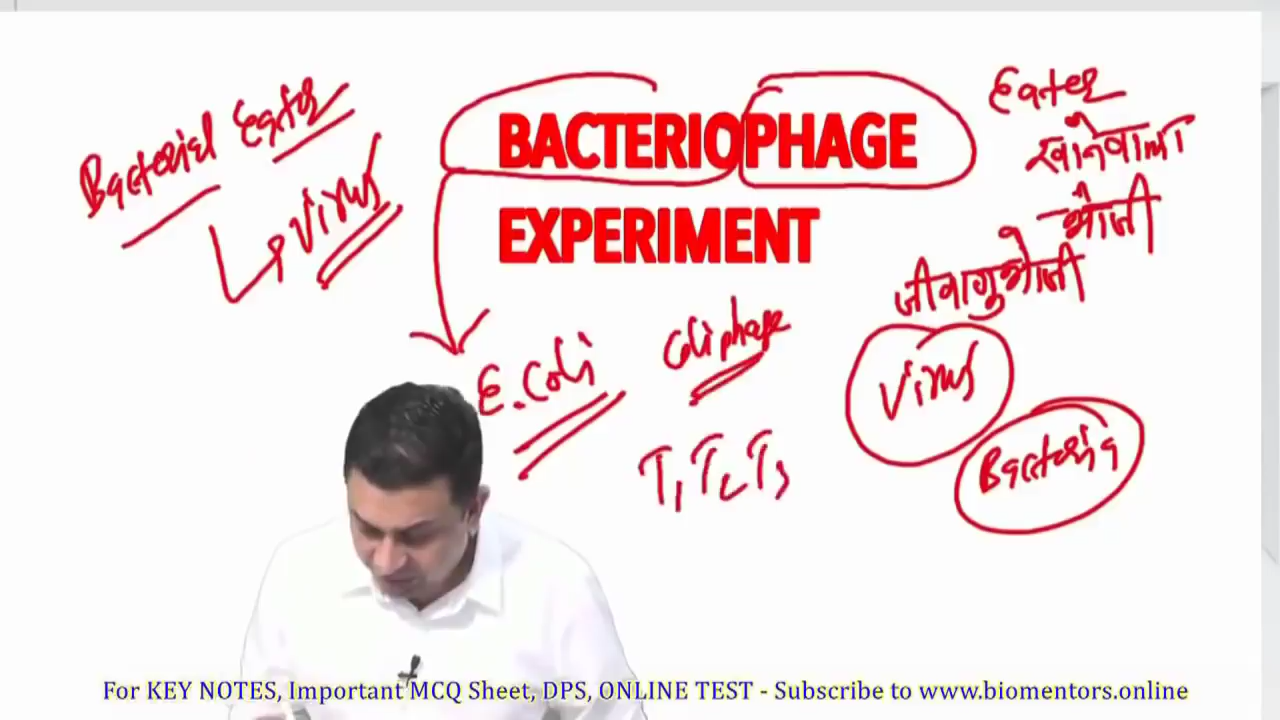 Bacterial Eater
Virus
BACTERIOPHAGE
EXPERIMENT
Eater
खानेवाला
भोजी
जीवाणुभोजी
E.Coli
Coliphage
T1 T2 T3
Virus
Bacteria
For KEY NOTES, Important MCQ Sheet, DPS, ONLINE TEST - Subscribe to www.biomentors.online